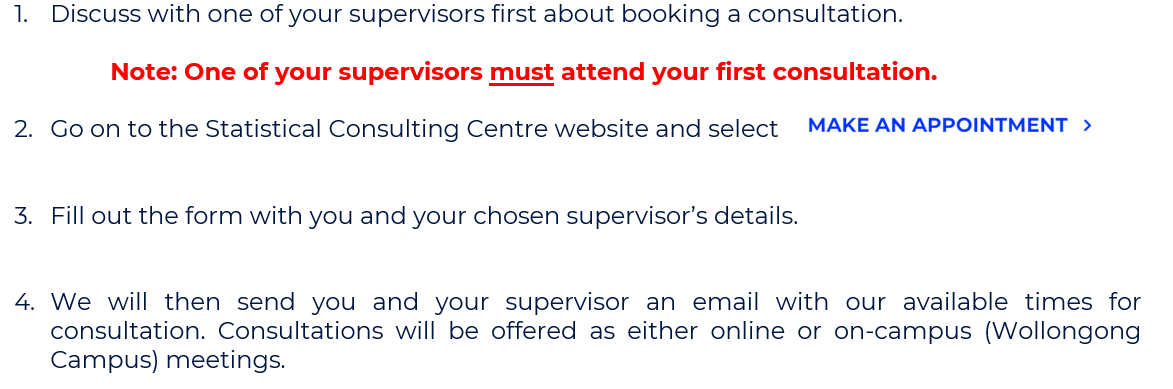 1. Discuss with one of your supervisors first about booking a consultation.
Note: One of your supervisors must attend your first consultation.
2. Go on to the Statistical Consulting Centre website and select MAKE AN APPOINTMENT >
3. Fill out the form with you and your chosen supervisor’s details.
4. We will then send you and your supervisor an email with our available times for
consultation. Consultations will be offered as either online or on-campus (Wollongong
Campus) meetings.